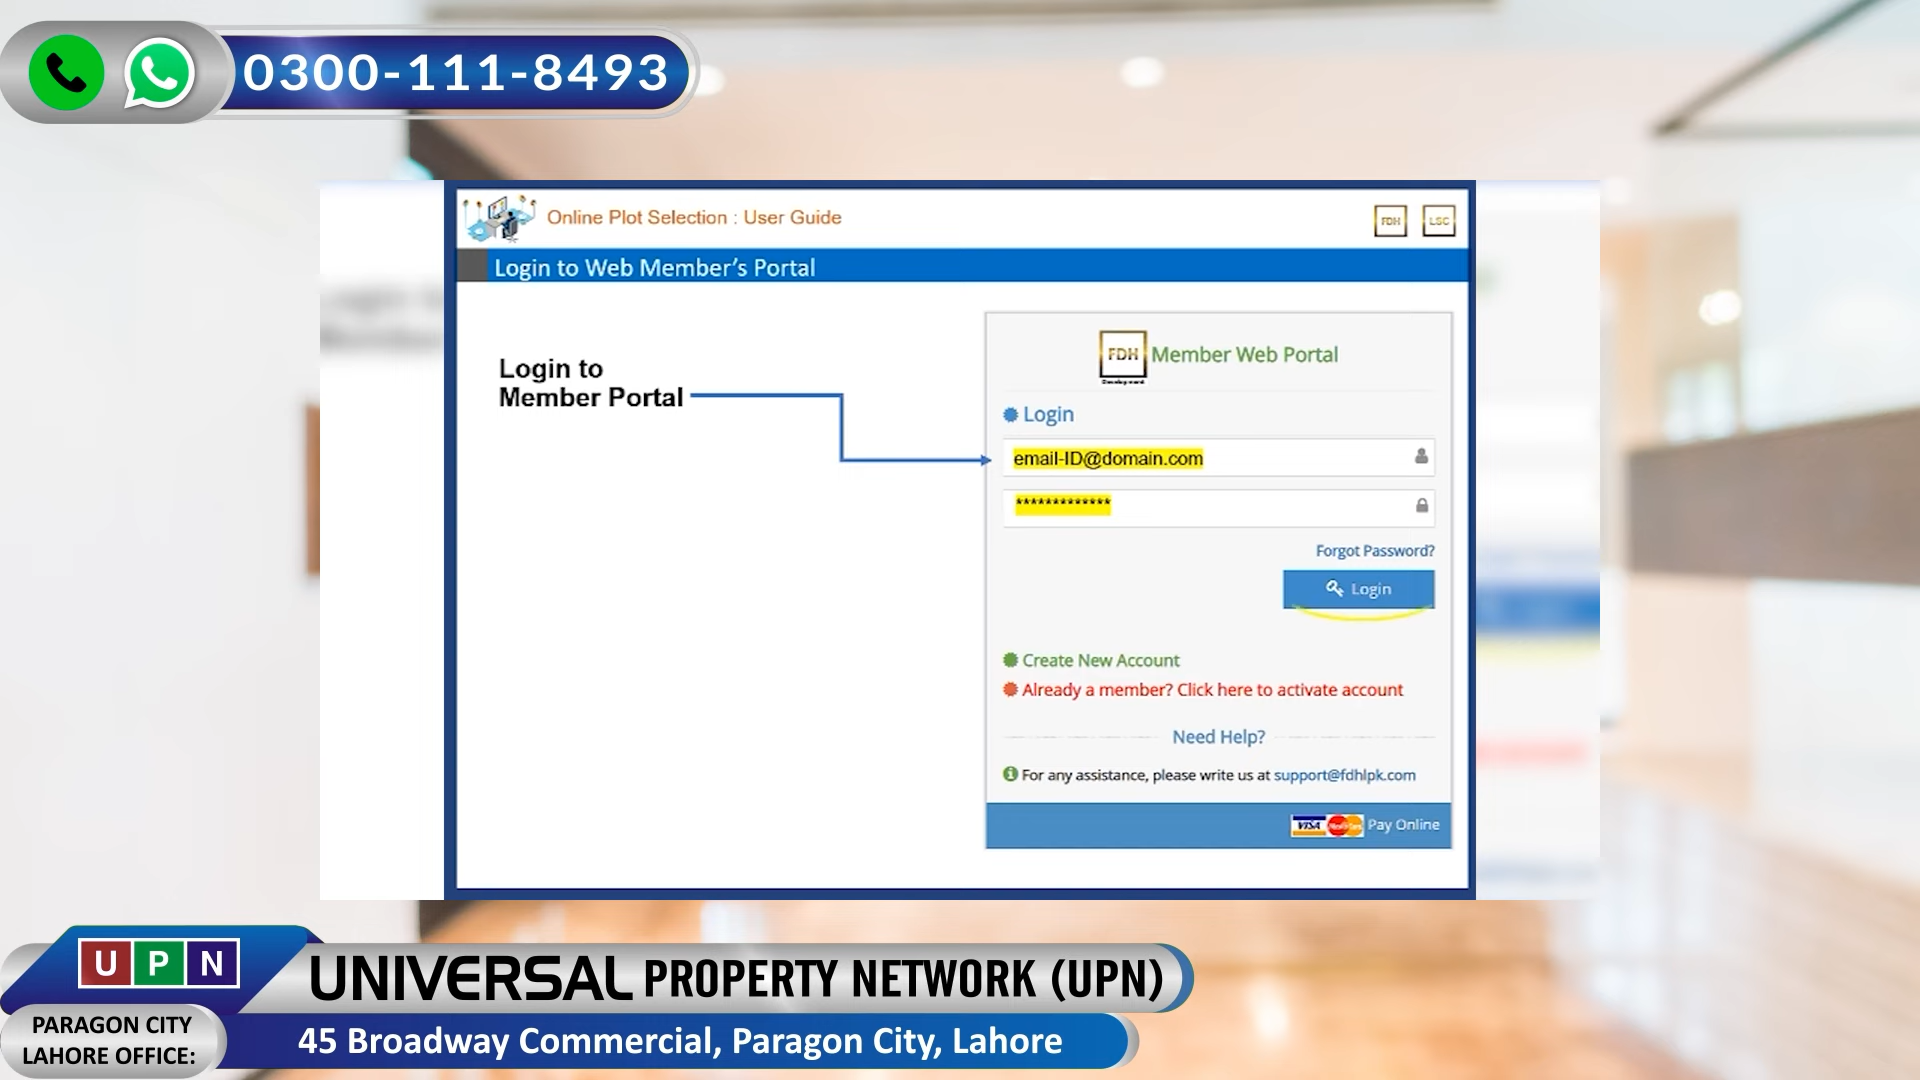 0300-111-8493
Online Plot Selection : User Guide
FDH
LSC
Login to Web Member's Portal
Login to
Member Portal
FDH
Development
Member Web Portal
Login
email-ID@domain.com
*************
Forgot Password?
Login
Create New Account
Already a member? Click here to activate account
Need Help?
For any assistance, please write us at support@fdhlpk.com
VISA
Pay Online
UPN
UNIVERSAL PROPERTY NETWORK (UPN)
PARAGON CITY
LAHORE OFFICE:
45 Broadway Commercial, Paragon City, Lahore